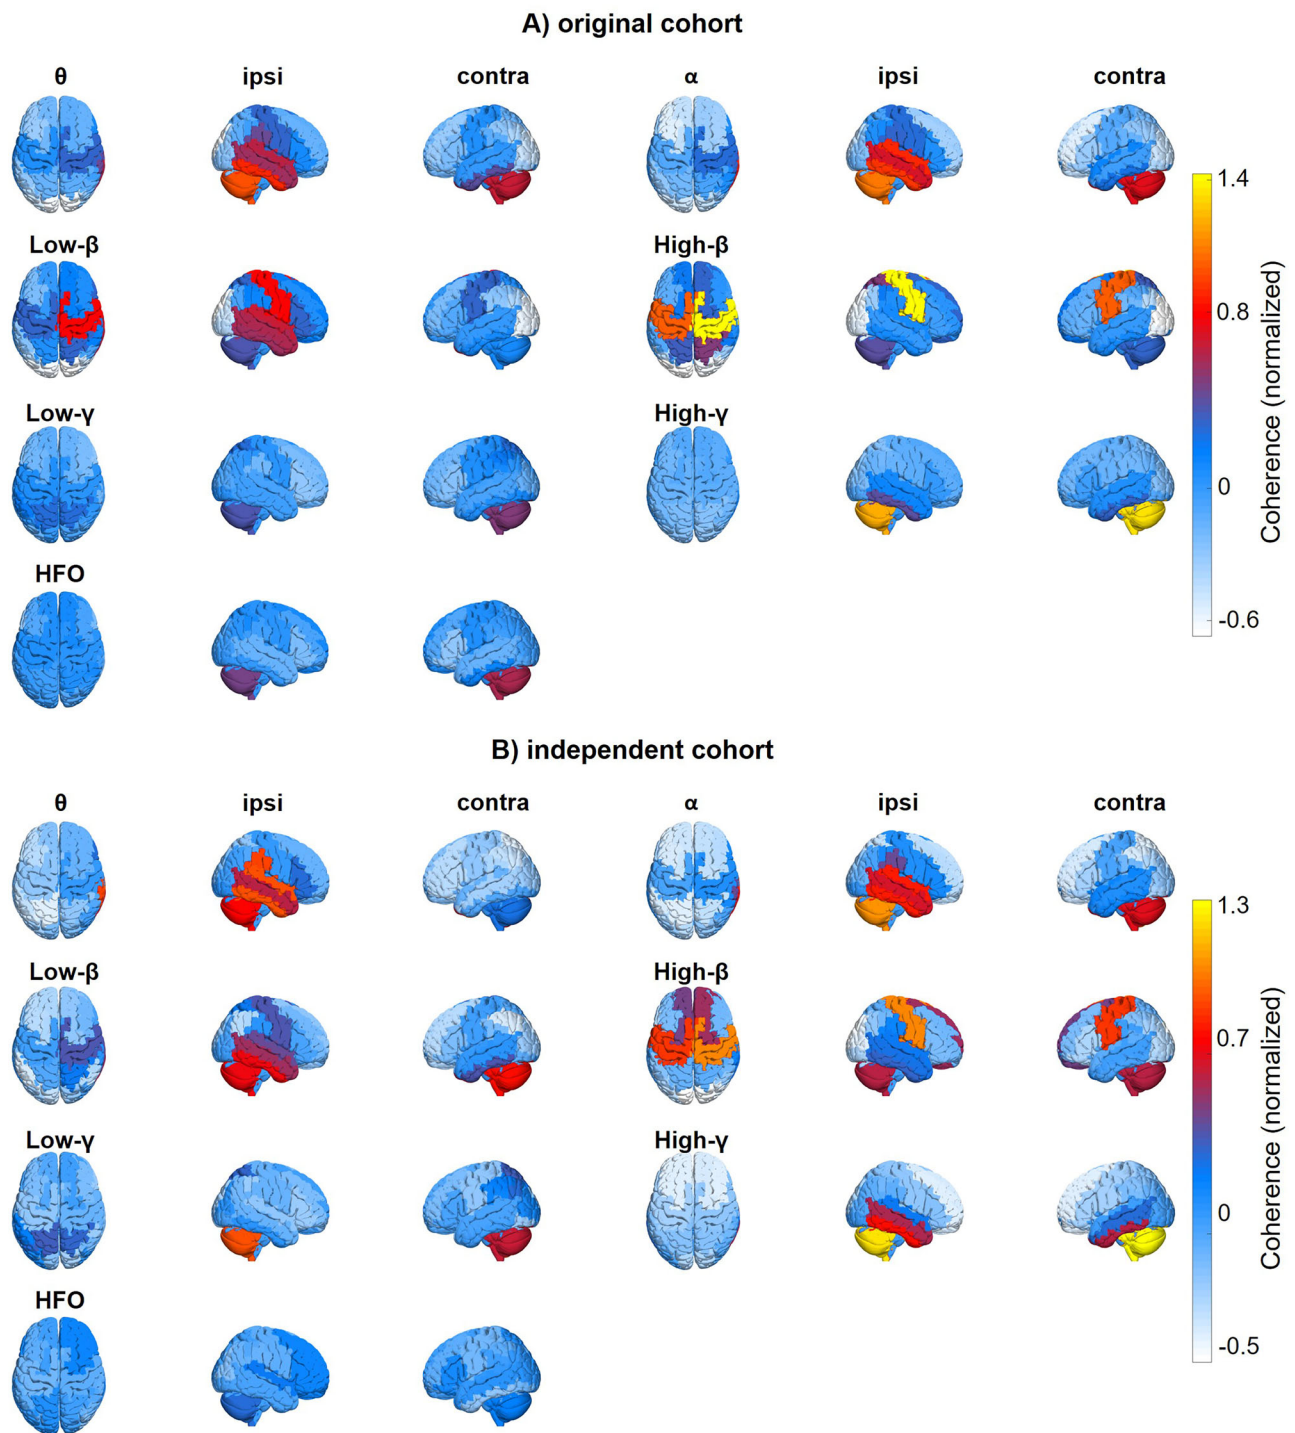 A) original cohort
θ ipsi contra α ipsi contra
Low-β High-β
Low-γ High-γ
HFO
1.4
0.8
0
-0.6
Coherence (normalized)
B) independent cohort
θ ipsi contra α ipsi contra
Low-β High-β
Low-γ High-γ
HFO
1.3
0.7
0
-0.5
Coherence (normalized)